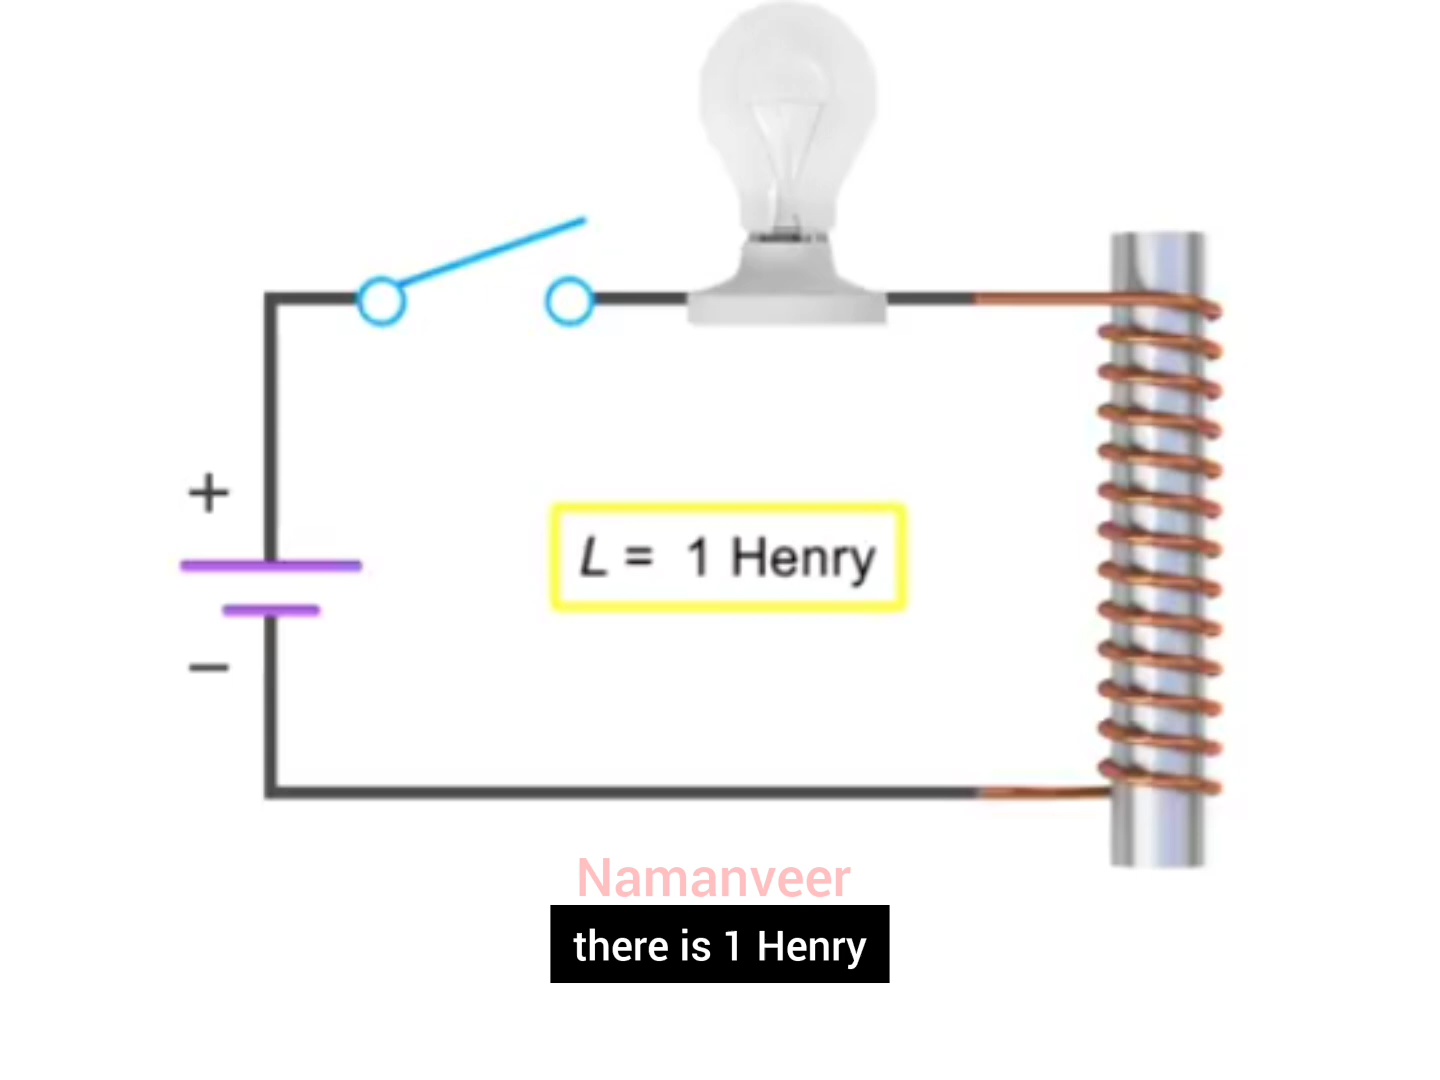 +
L = 1 Henry
−
Namanveer
there is 1 Henry